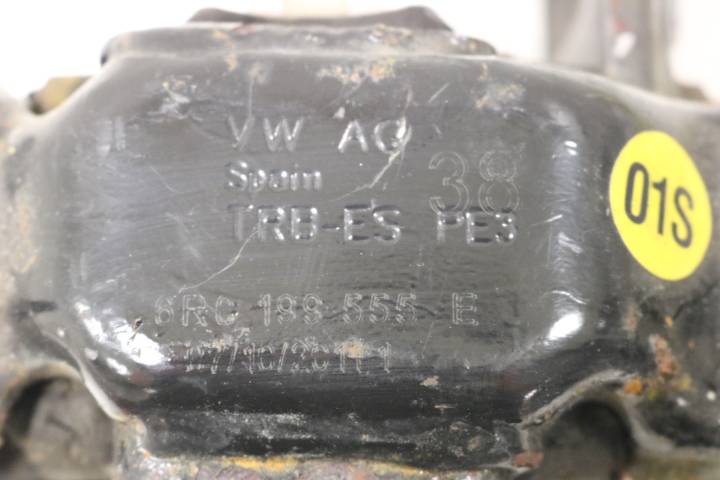 VW AG
Spain 38
TRB-ES PE3
6RC 199 555 E
01S